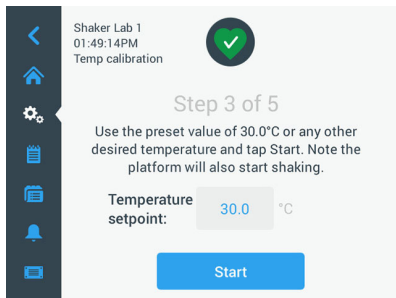 Shaker Lab 1
01:49:14PM
Temp calibration
Step 3 of 5
Use the preset value of 30.0°C or any other
desired temperature and tap Start. Note the
platform will also start shaking.
Temperature
setpoint:
30.0 °C
Start